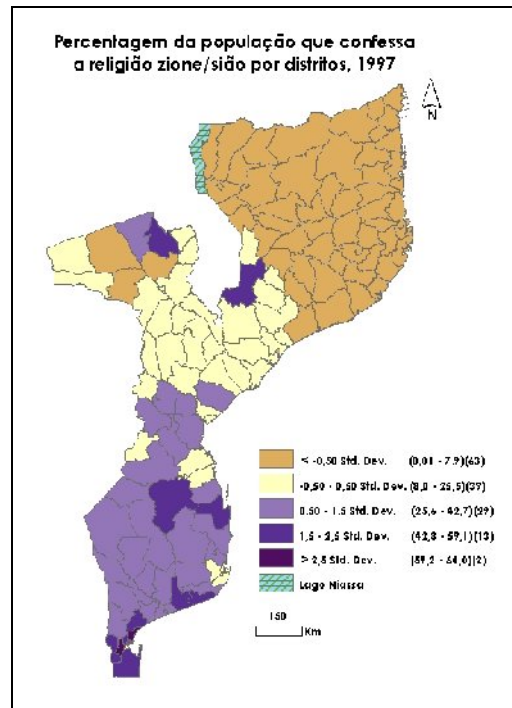 Percentagem da população que confessa
a religião zione/sião por distritos, 1997
N
< -0,50 Std. Dev. (0,01 - 7,9)(63)
-0,50 - 0,50 Std. Dev. (8,0 - 25,5)(37)
0,50 - 1,5 Std. Dev. (25,6 - 42,7)(29)
1,5 - 2,5 Std. Dev. (42,8 - 59,1)(13)
> 2,5 Std. Dev. (59,2 - 64,0)(2)
Lago Niassa
150
Km